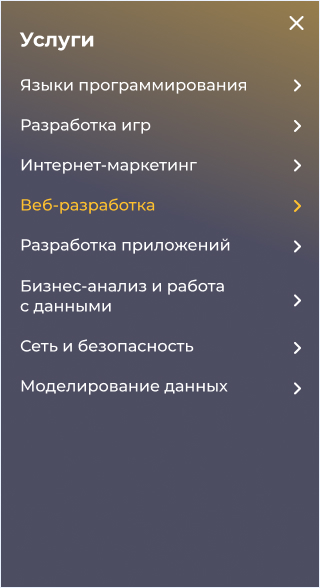 Услуги
Языки программирования
Разработка игр
Интернет-маркетинг
Веб-разработка
Разработка приложений
Бизнес-анализ и работа
с данными
Сеть и безопасность
Моделирование данных